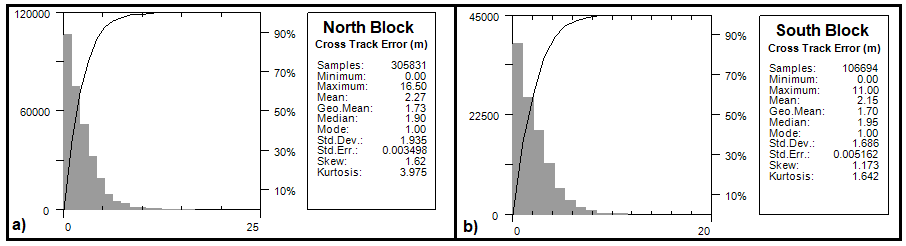 120000
60000
0
0
25
90%
70%
50%
30%
10%
a)
North Block
Cross Track Error (m)
Samples: 305831
Minimum: 0.00
Maximum: 16.50
Mean: 2.27
Geo.Mean: 1.73
Median: 1.90
Mode: 1.00
Std.Dev.: 1.935
Std.Err.: 0.003498
Skew: 1.62
Kurtosis: 3.975
45000
22500
0
0
20
90%
70%
50%
30%
10%
b)
South Block
Cross Track Error (m)
Samples: 106694
Minimum: 0.00
Maximum: 11.00
Mean: 2.15
Geo.Mean: 1.70
Median: 1.95
Mode: 1.00
Std.Dev.: 1.686
Std.Err.: 0.005162
Skew: 1.173
Kurtosis: 1.642